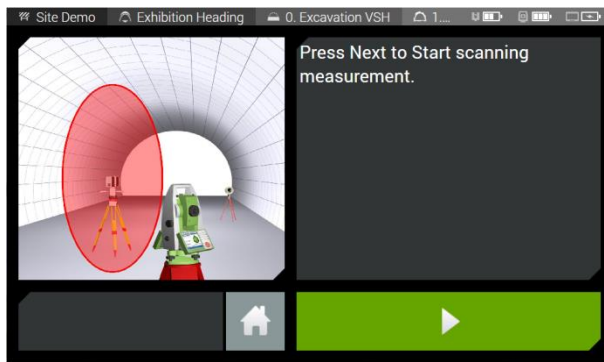 Site Demo Exhibition Heading 0. Excavation VSH 1....
Press Next to Start scanning
measurement.